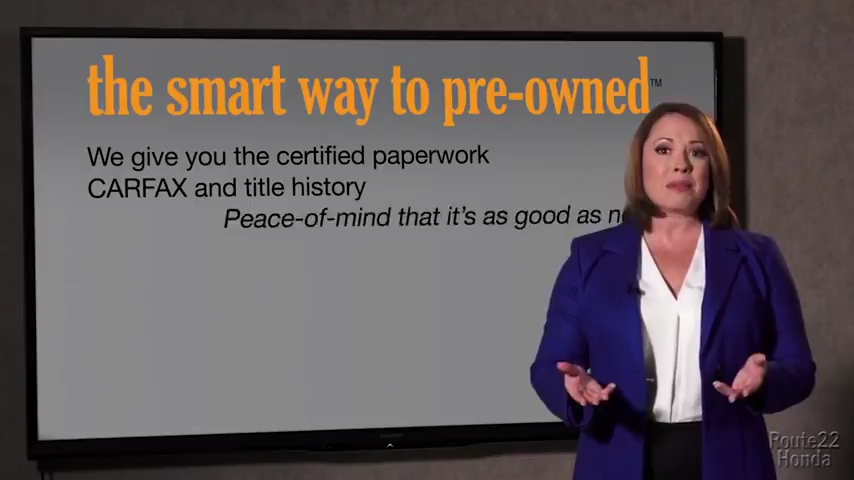 the smart way to pre-owned™
We give you the certified paperwork
CARFAX and title history
Peace-of-mind that it's as good as
Route22
Honda